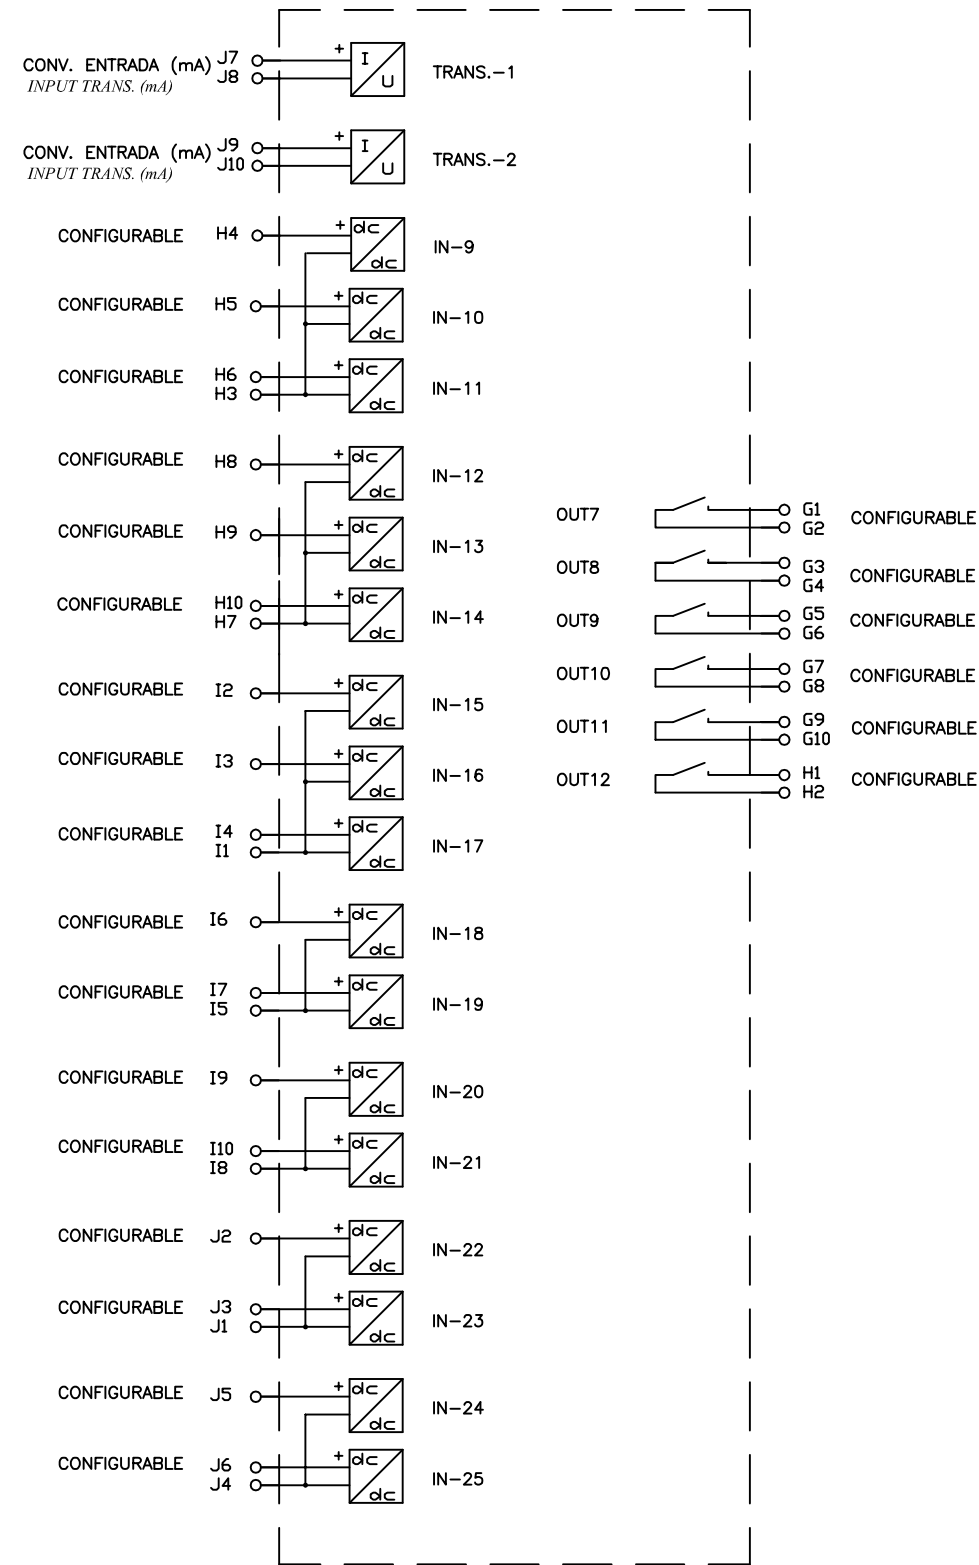 CONV. ENTRADA (mA) J7 + I TRANS.-1
INPUT TRANS. (mA) J8 U
CONV. ENTRADA (mA) J9 + I TRANS.-2
INPUT TRANS. (mA) J10 U
CONFIGURABLE H4 + dc IN-9
dc
CONFIGURABLE H5 + dc IN-10
dc
CONFIGURABLE H6 + dc IN-11
H3 dc
CONFIGURABLE H8 + dc IN-12
dc
CONFIGURABLE H9 + dc IN-13
dc
CONFIGURABLE H10 + dc IN-14
H7 dc
CONFIGURABLE I2 + dc IN-15
dc
CONFIGURABLE I3 + dc IN-16
dc
CONFIGURABLE I4 + dc IN-17
I1 dc
CONFIGURABLE I6 + dc IN-18
dc
CONFIGURABLE I7 + dc IN-19
I5 dc
CONFIGURABLE I9 + dc IN-20
dc
CONFIGURABLE I10 + dc IN-21
I8 dc
CONFIGURABLE J2 + dc IN-22
dc
CONFIGURABLE J3 + dc IN-23
J1 dc
CONFIGURABLE J5 + dc IN-24
dc
CONFIGURABLE J6 + dc IN-25
J4 dc
OUT7 G1 CONFIGURABLE
G2
OUT8 G3 CONFIGURABLE
G4
OUT9 G5 CONFIGURABLE
G6
OUT10 G7 CONFIGURABLE
G8
OUT11 G9 CONFIGURABLE
G10
OUT12 H1 CONFIGURABLE
H2